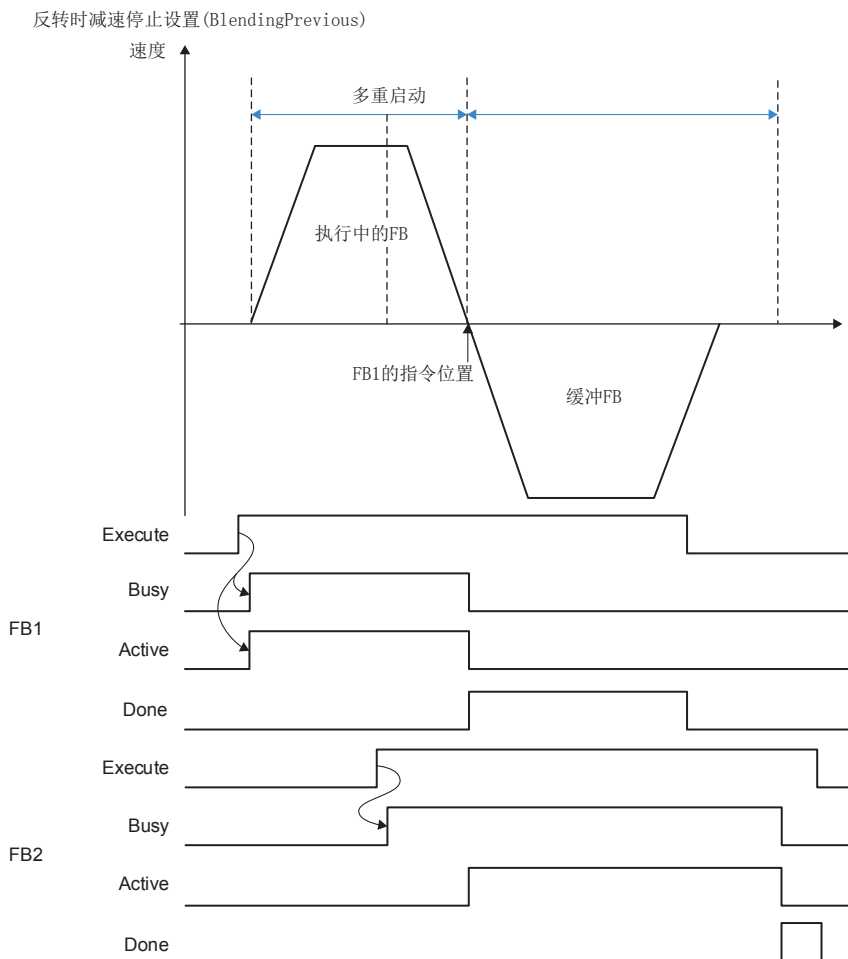 反转时减速停止设置(BlendingPrevious)
速度
多重启动
执行中的FB
FB1的指令位置
缓冲FB
FB1
Execute
Busy
Active
Done
FB2
Execute
Busy
Active
Done